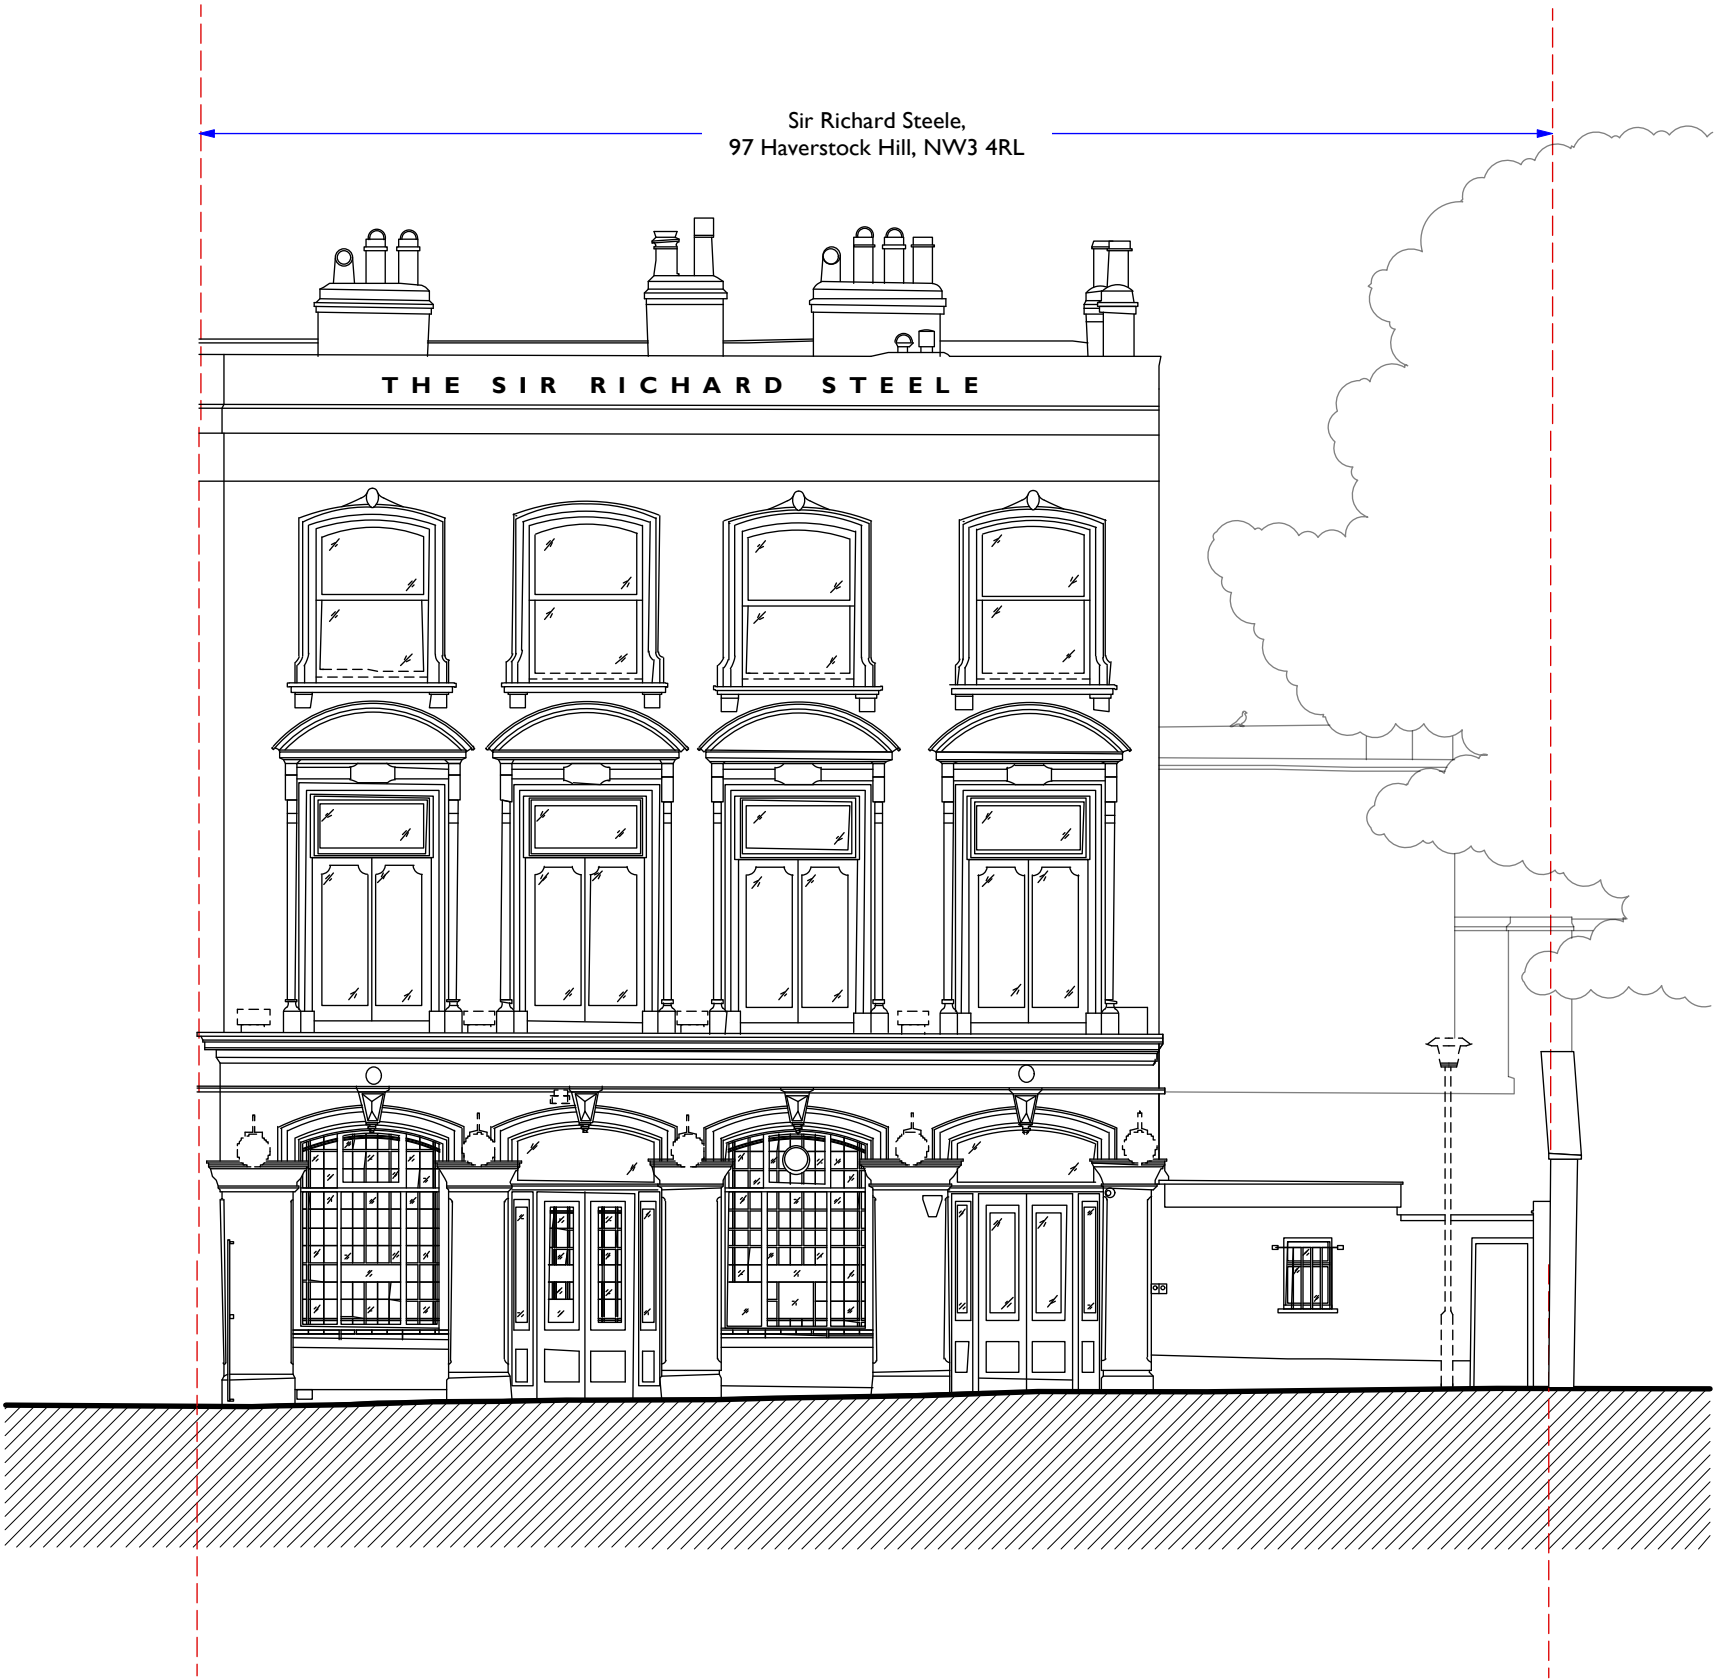 Sir Richard Steele,
97 Haverstock Hill, NW3 4RL
THE SIR RICHARD STEELE